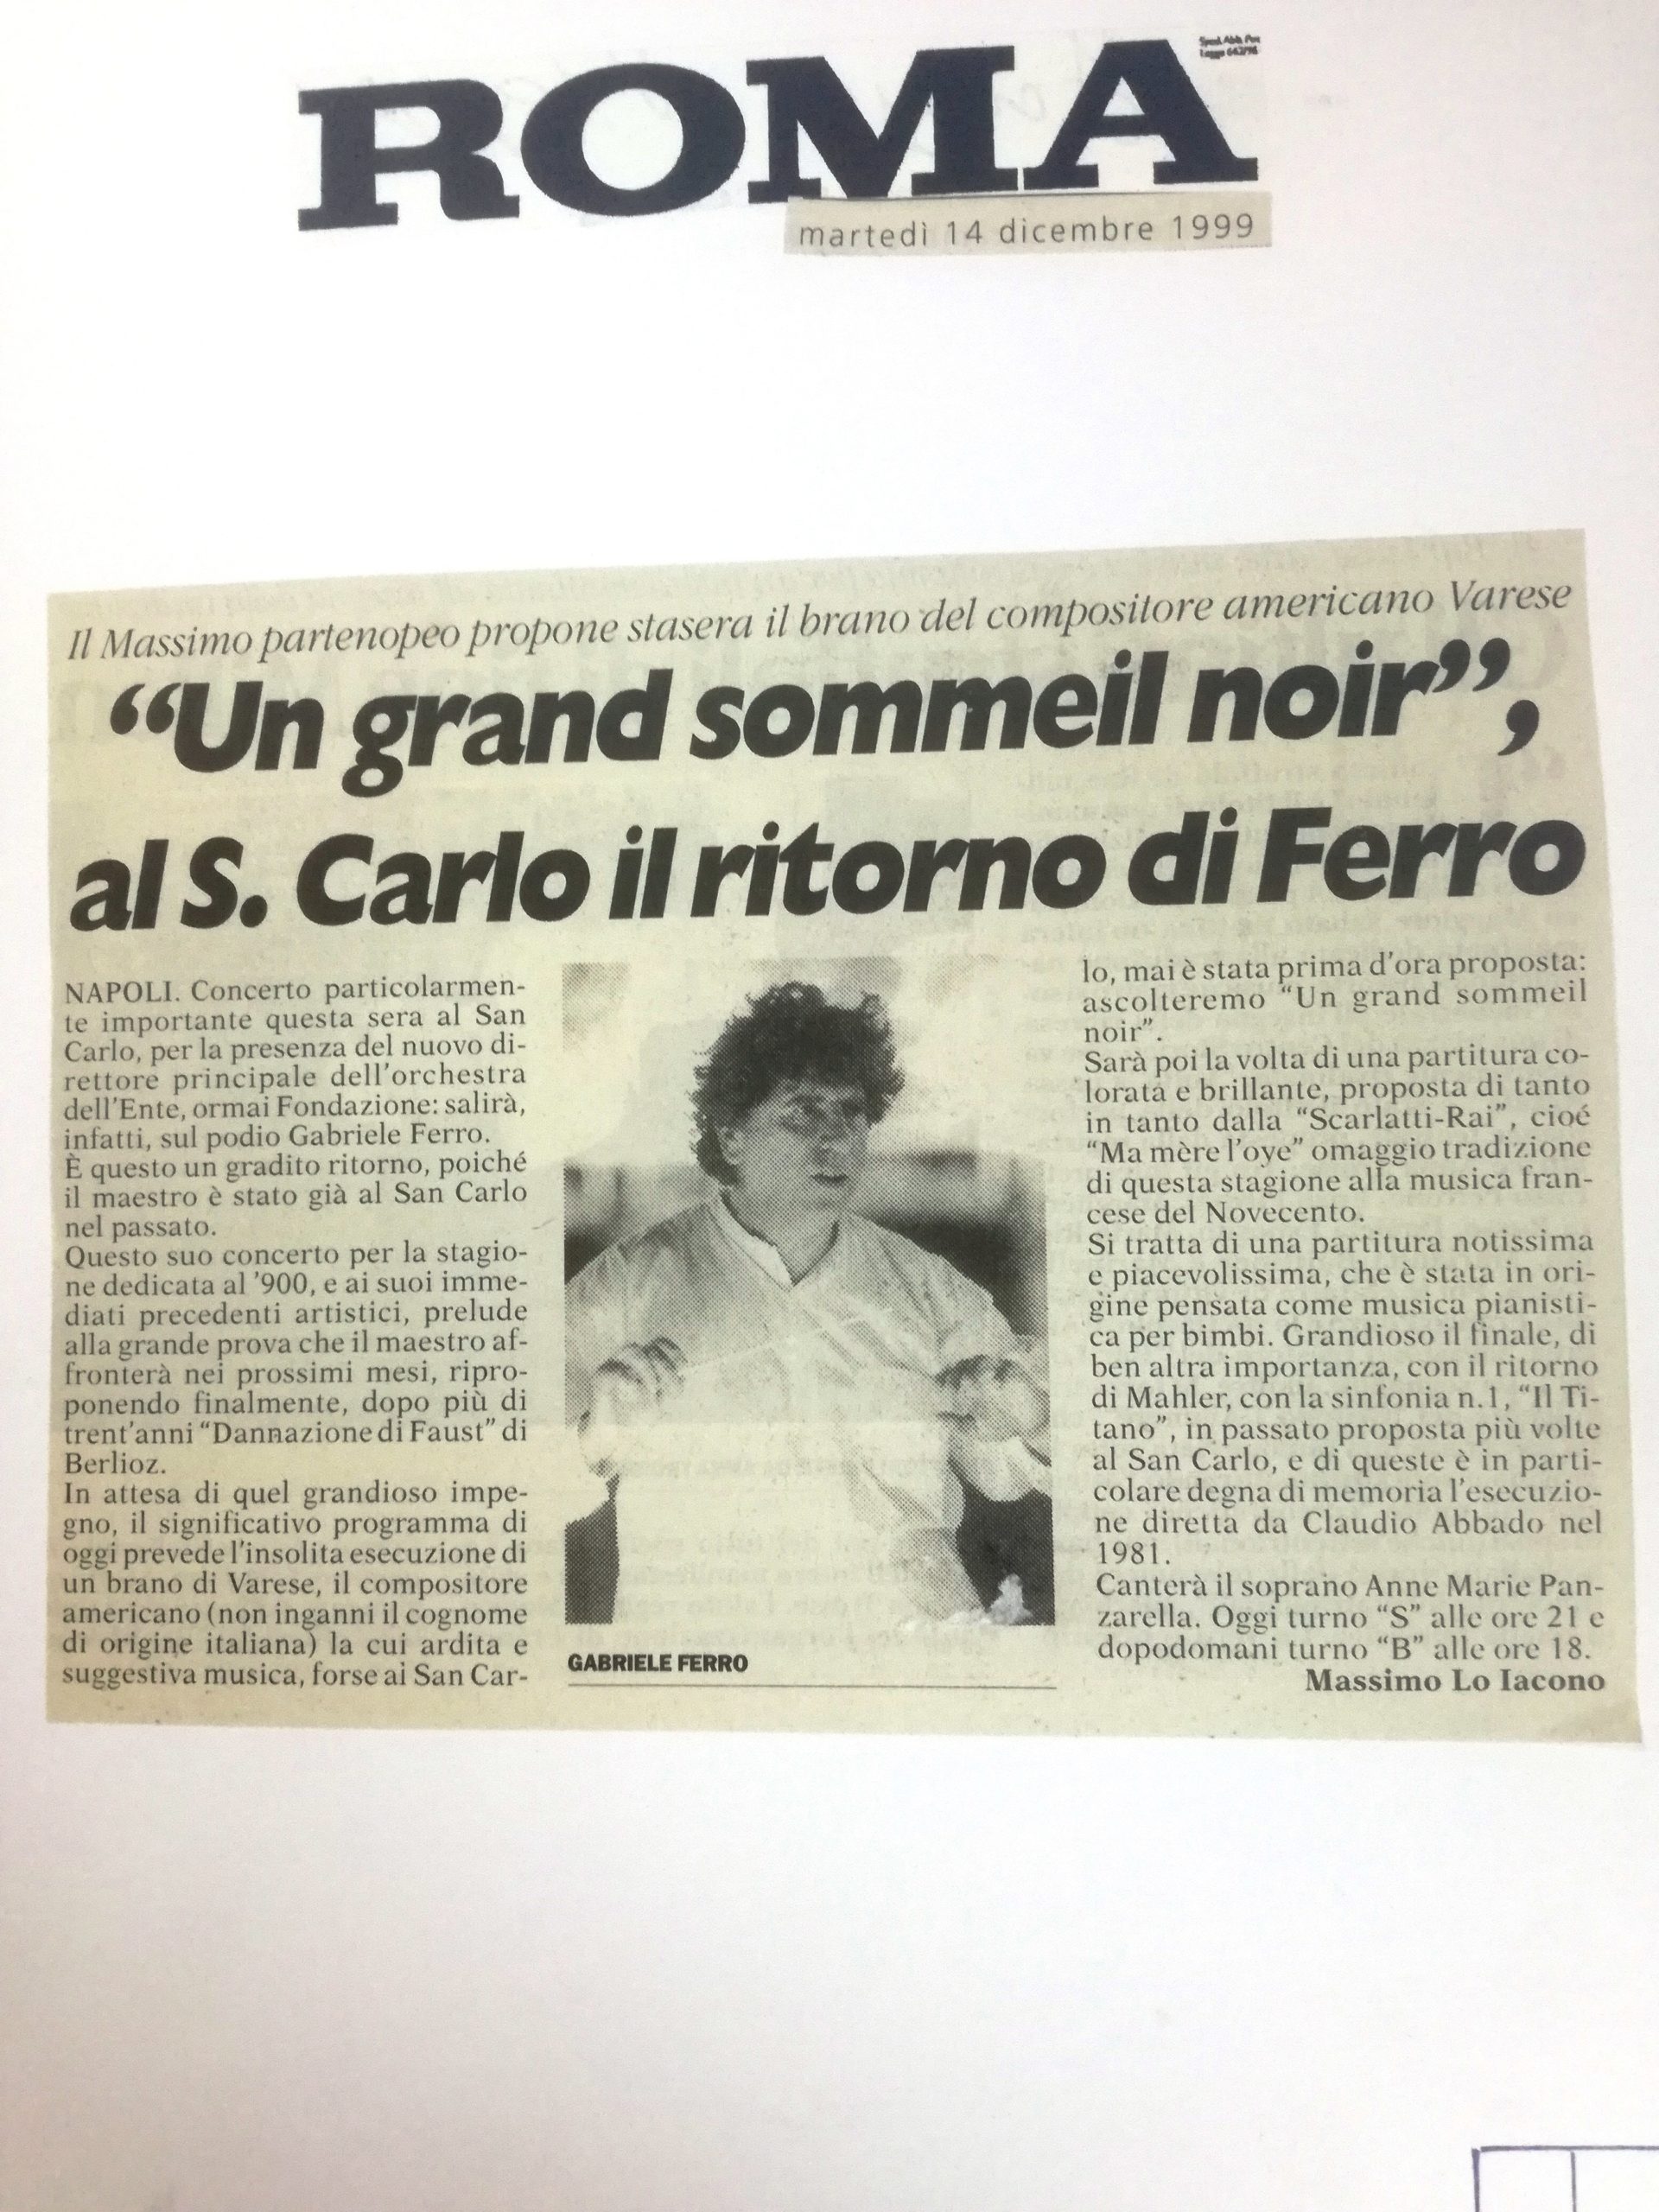 ROMA
Sped. Abb. Post.
Legge 662/96
martedì 14 dicembre 1999
Il Massimo partenopeo propone stasera il brano del compositore americano Varese
“Un grand sommeil noir”,
al S. Carlo il ritorno di Ferro
NAPOLI. Concerto particolarmen-
te importante questa sera al San
Carlo, per la presenza del nuovo di-
rettore principale dell'orchestra
dell'Ente, ormai Fondazione: salirà,
infatti, sul podio Gabriele Ferro.
È questo un gradito ritorno, poiché
il maestro è stato già al San Carlo
nel passato.
Questo suo concerto per la stagio-
ne dedicata al '900, e ai suoi imme-
diati precedenti artistici, prelude
alla grande prova che il maestro af-
fronterà nei prossimi mesi, ripro-
ponendo finalmente, dopo più di
trent'anni “Dannazione di Faust” di
Berlioz.
In attesa di quel grandioso impe-
gno, il significativo programma di
oggi prevede l'insolita esecuzione di
un brano di Varese, il compositore
americano (non inganni il cognome
di origine italiana) la cui ardita e
suggestiva musica, forse ai San Car-
GABRIELE FERRO
lo, mai è stata prima d'ora proposta:
ascolteremo “Un grand sommeil
noir”.
Sarà poi la volta di una partitura co-
lorata e brillante, proposta di tanto
in tanto dalla “Scarlatti-Rai”, cioé
“Ma mère l'oye” omaggio tradizione
di questa stagione alla musica fran-
cese del Novecento.
Si tratta di una partitura notissima
e piacevolissima, che è stata in ori-
gine pensata come musica pianisti-
ca per bimbi. Grandioso il finale, di
ben altra importanza, con il ritorno
di Mahler, con la sinfonia n.1, “Il Ti-
tano”, in passato proposta più volte
al San Carlo, e di queste è in parti-
colare degna di memoria l'esecuzio-
ne diretta da Claudio Abbado nel
1981.
Canterà il soprano Anne Marie Pan-
zarella. Oggi turno “S” alle ore 21 e
dopodomani turno “B” alle ore 18.
Massimo Lo Iacono